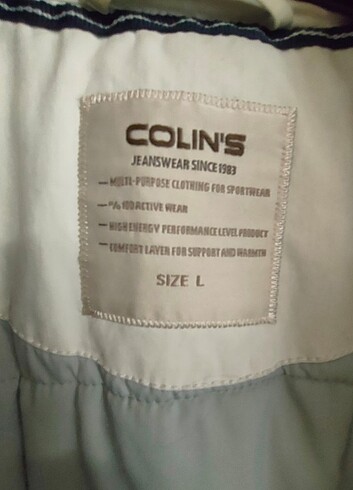 COLIN'S
JEANSWEAR SINCE 1983
— MULTI-PURPOSE CLOTHING FOR SPORTWEAR
— % 100 ACTIVE WEAR
— HIGH ENERGY PERFORMANCE LEVEL PRODUCT
— COMFORT LAYER FOR SUPPORT AND WARMTH
SIZE L